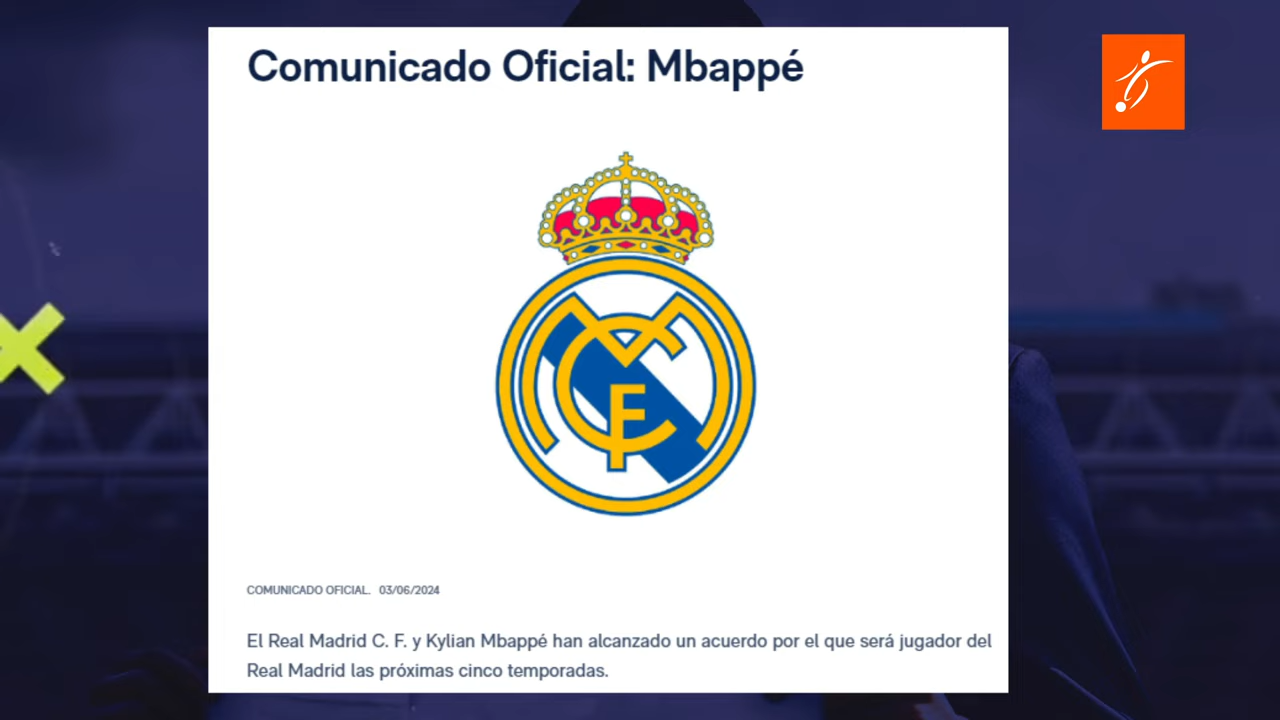 Comunicado Oficial: Mbappé
COMUNICADO OFICIAL. 03/06/2024
El Real Madrid C. F. y Kylian Mbappé han alcanzado un acuerdo por el que será jugador del
Real Madrid las próximas cinco temporadas.